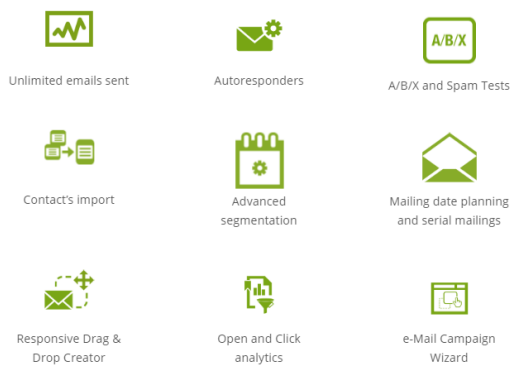 Unlimited emails sent
Autoresponders
A/B/X
A/B/X and Spam Tests
Contact's import
Advanced
segmentation
Mailing date planning
and serial mailings
Responsive Drag &
Drop Creator
Open and Click
analytics
e-Mail Campaign
Wizard